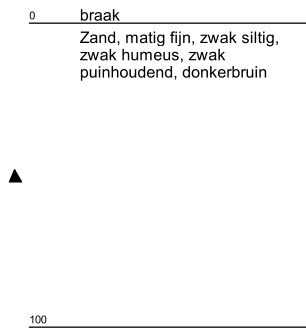 0 braak
Zand, matig fijn, zwak siltig,
zwak humeus, zwak
puinhoudend, donkerbruin
100